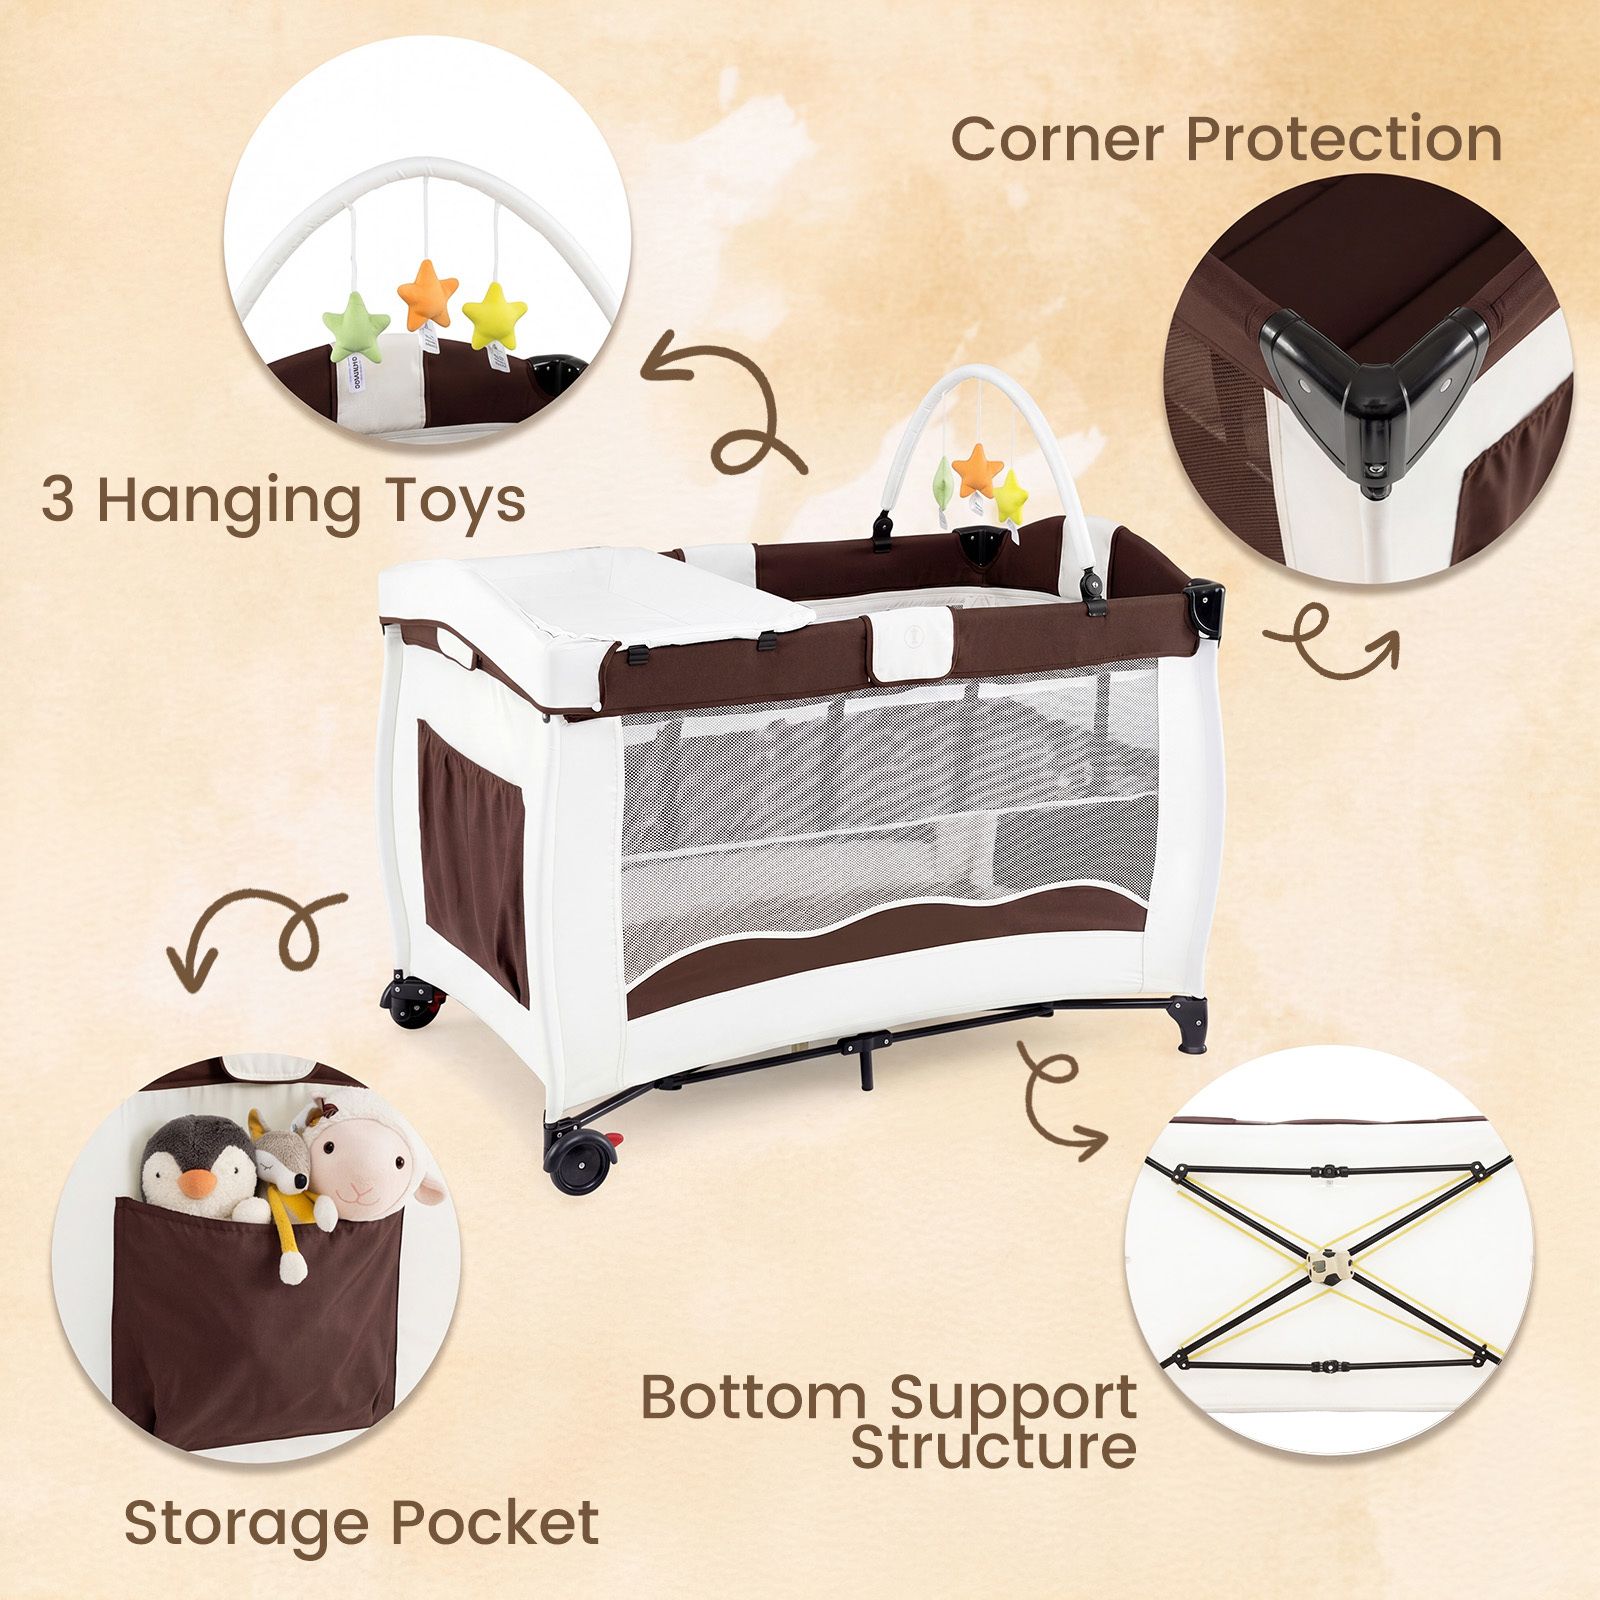 Corner Protection
3 Hanging Toys
Bottom Support
Structure
Storage Pocket